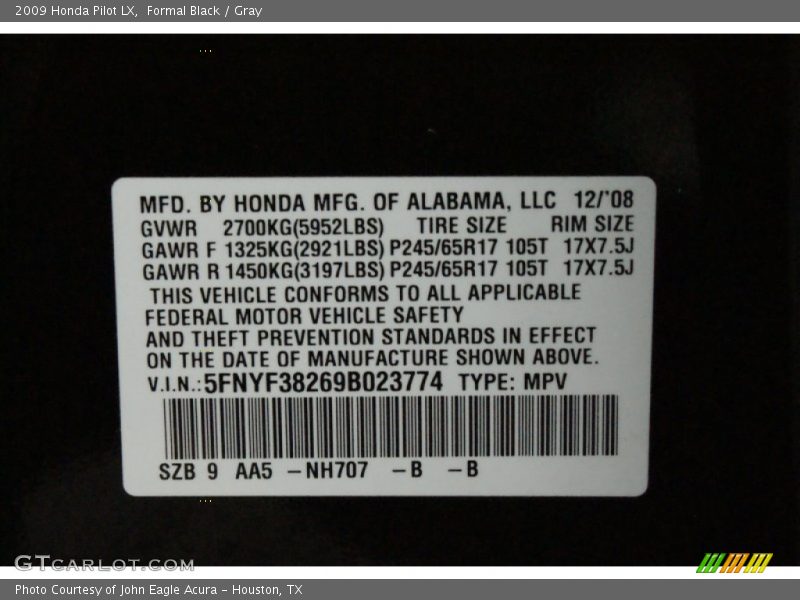 2009 Honda Pilot LX, Formal Black / Gray
MFD. BY HONDA MFG. OF ALABAMA, LLC 12/'08
GVWR 2700KG(5952LBS) TIRE SIZE RIM SIZE
GAWR F 1325KG(2921LBS) P245/65R17 105T 17X7.5J
GAWR R 1450KG(3197LBS) P245/65R17 105T 17X7.5J
THIS VEHICLE CONFORMS TO ALL APPLICABLE
FEDERAL MOTOR VEHICLE SAFETY
AND THEFT PREVENTION STANDARDS IN EFFECT
ON THE DATE OF MANUFACTURE SHOWN ABOVE.
V.I.N.:5FNYF38269B023774 TYPE: MPV
SZB 9 AA5 –NH707 –B –B
GTCARLOT.COM
Photo Courtesy of John Eagle Acura – Houston, TX